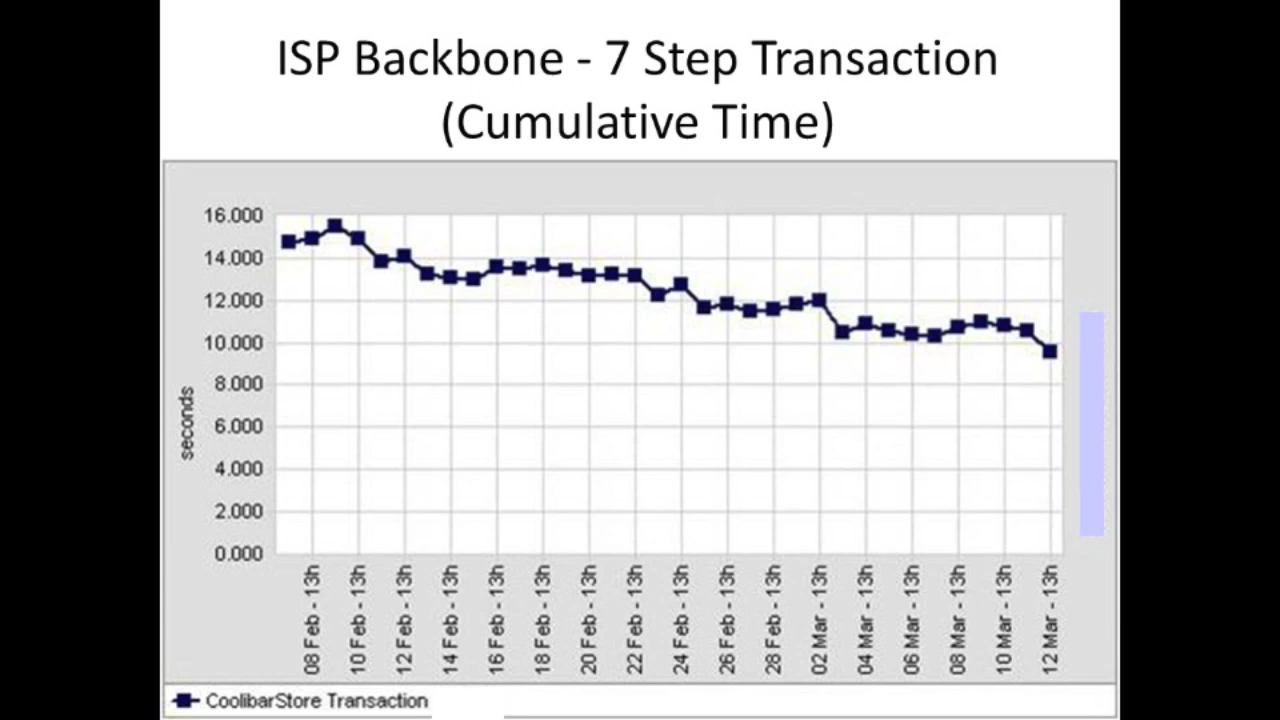 ISP Backbone - 7 Step Transaction
(Cumulative Time)
16.000
14.000
12.000
10.000
8.000
6.000
4.000
2.000
0.000
seconds
08 Feb - 13h
10 Feb - 13h
12 Feb - 13h
14 Feb - 13h
16 Feb - 13h
18 Feb - 13h
20 Feb - 13h
22 Feb - 13h
24 Feb - 13h
26 Feb - 13h
28 Feb - 13h
02 Mar - 13h
04 Mar - 13h
06 Mar - 13h
08 Mar - 13h
10 Mar - 13h
12 Mar - 13h
CoolibarStore Transaction